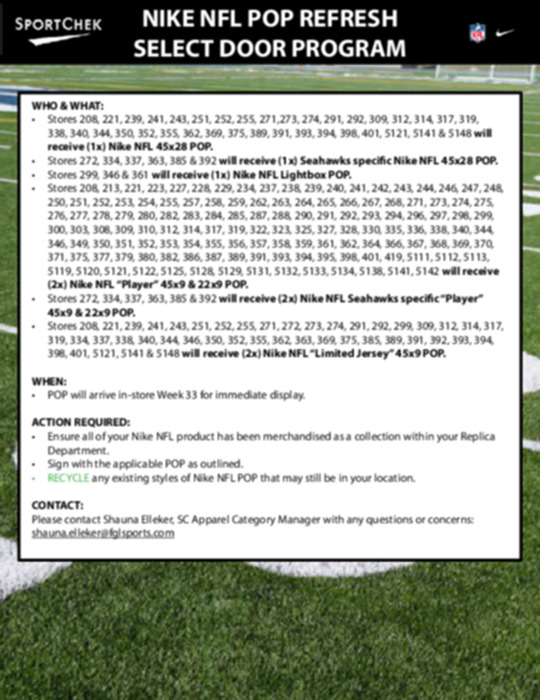 SPORTCHEK
NIKE NFL POP REFRESH
SELECT DOOR PROGRAM
NFL
WHO & WHAT:
• Stores 208, 221, 239, 241, 243, 251, 252, 255, 271,273, 274, 291, 292, 309, 312, 314, 317, 319,
338, 340, 344, 350, 352, 355, 362, 369, 375, 389, 391, 393, 394, 398, 401, 5121, 5141 & 5148 will
receive (1x) Nike NFL 45x28 POP.
• Stores 272, 334, 337, 363, 385 & 392 will receive (1x) Seahawks specific Nike NFL 45x28 POP.
• Stores 299, 346 & 361 will receive (1x) Nike NFL Lightbox POP.
• Stores 208, 213, 221, 223, 227, 228, 229, 234, 237, 238, 239, 240, 241, 242, 243, 244, 246, 247, 248,
250, 251, 252, 253, 254, 255, 257, 258, 259, 262, 263, 264, 265, 266, 267, 268, 271, 273, 274, 275,
276, 277, 278, 279, 280, 282, 283, 284, 285, 287, 288, 290, 291, 292, 293, 294, 296, 297, 298, 299,
300, 303, 308, 309, 310, 312, 314, 317, 319, 322, 323, 325, 327, 328, 330, 335, 336, 338, 340, 344,
346, 349, 350, 351, 352, 353, 354, 355, 356, 357, 358, 359, 361, 362, 364, 366, 367, 368, 369, 370,
371, 375, 377, 379, 380, 382, 386, 387, 389, 391, 393, 394, 395, 398, 401, 419, 5111, 5112, 5113,
5119, 5120, 5121, 5122, 5125, 5128, 5129, 5131, 5132, 5133, 5134, 5138, 5141, 5142 will receive
(2x) Nike NFL "Player" 45x9 & 22x9 POP.
• Stores 272, 334, 337, 363, 385 & 392 will receive (2x) Nike NFL Seahawks specific "Player"
45x9 & 22x9 POP.
• Stores 208, 221, 239, 241, 243, 251, 252, 255, 271, 272, 273, 274, 291, 292, 299, 309, 312, 314, 317,
319, 334, 337, 338, 340, 344, 346, 350, 352, 355, 362, 363, 369, 375, 385, 389, 391, 392, 393, 394,
398, 401, 5121, 5141 & 5148 will receive (2x) Nike NFL "Limited Jersey" 45x9 POP.
WHEN:
• POP will arrive in-store Week 33 for immediate display.
ACTION REQUIRED:
• Ensure all of your Nike NFL product has been merchandised as a collection within your Replica
Department.
• Sign with the applicable POP as outlined.
• RECYCLE any existing styles of Nike NFL POP that may still be in your location.
CONTACT:
Please contact Shauna Elleker, SC Apparel Category Manager with any questions or concerns:
shauna.elleker@fglsports.com